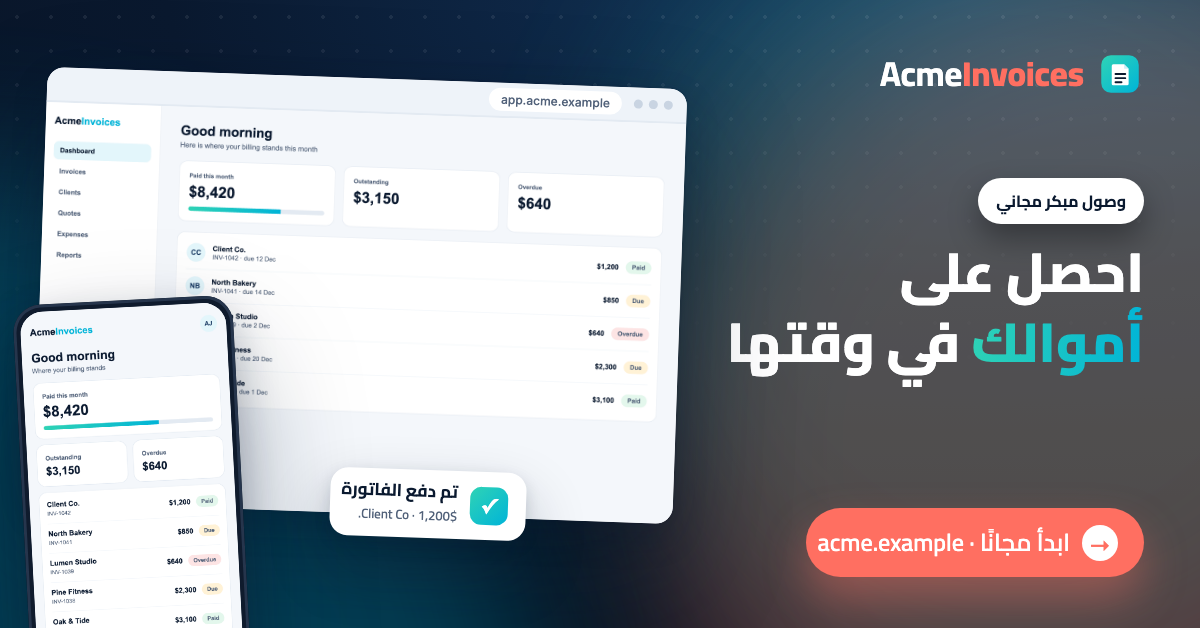 AcmeInvoices
وصول مبكر مجاني
احصل على
أموالك في وقتها
ابدأ مجانًا · acme.example
→
app.acme.example
AcmeInvoices
Dashboard
Invoices
Clients
Quotes
Expenses
Reports
Good morning
Here is where your billing stands this month
Paid this month
$8,420
Outstanding
$3,150
Overdue
$640
CC
Client Co.
INV-1042 · due 12 Dec
$1,200
Paid
NB
North Bakery
INV-1041 · due 14 Dec
$850
Due
Studio
due 2 Dec
$640
Overdue
due 20 Dec
$2,300
Due
due 1 Dec
$3,100
Paid
AcmeInvoices
AJ
Good morning
Where your billing stands
Paid this month
$8,420
Outstanding
$3,150
Overdue
$640
Client Co.
INV-1042
$1,200
Paid
North Bakery
INV-1041
$850
Due
Lumen Studio
INV-1039
$640
Overdue
Pine Fitness
INV-1038
$2,300
Due
Oak & Tide
$3,100
Paid
تم دفع الفاتورة
.Client Co · 1,200$